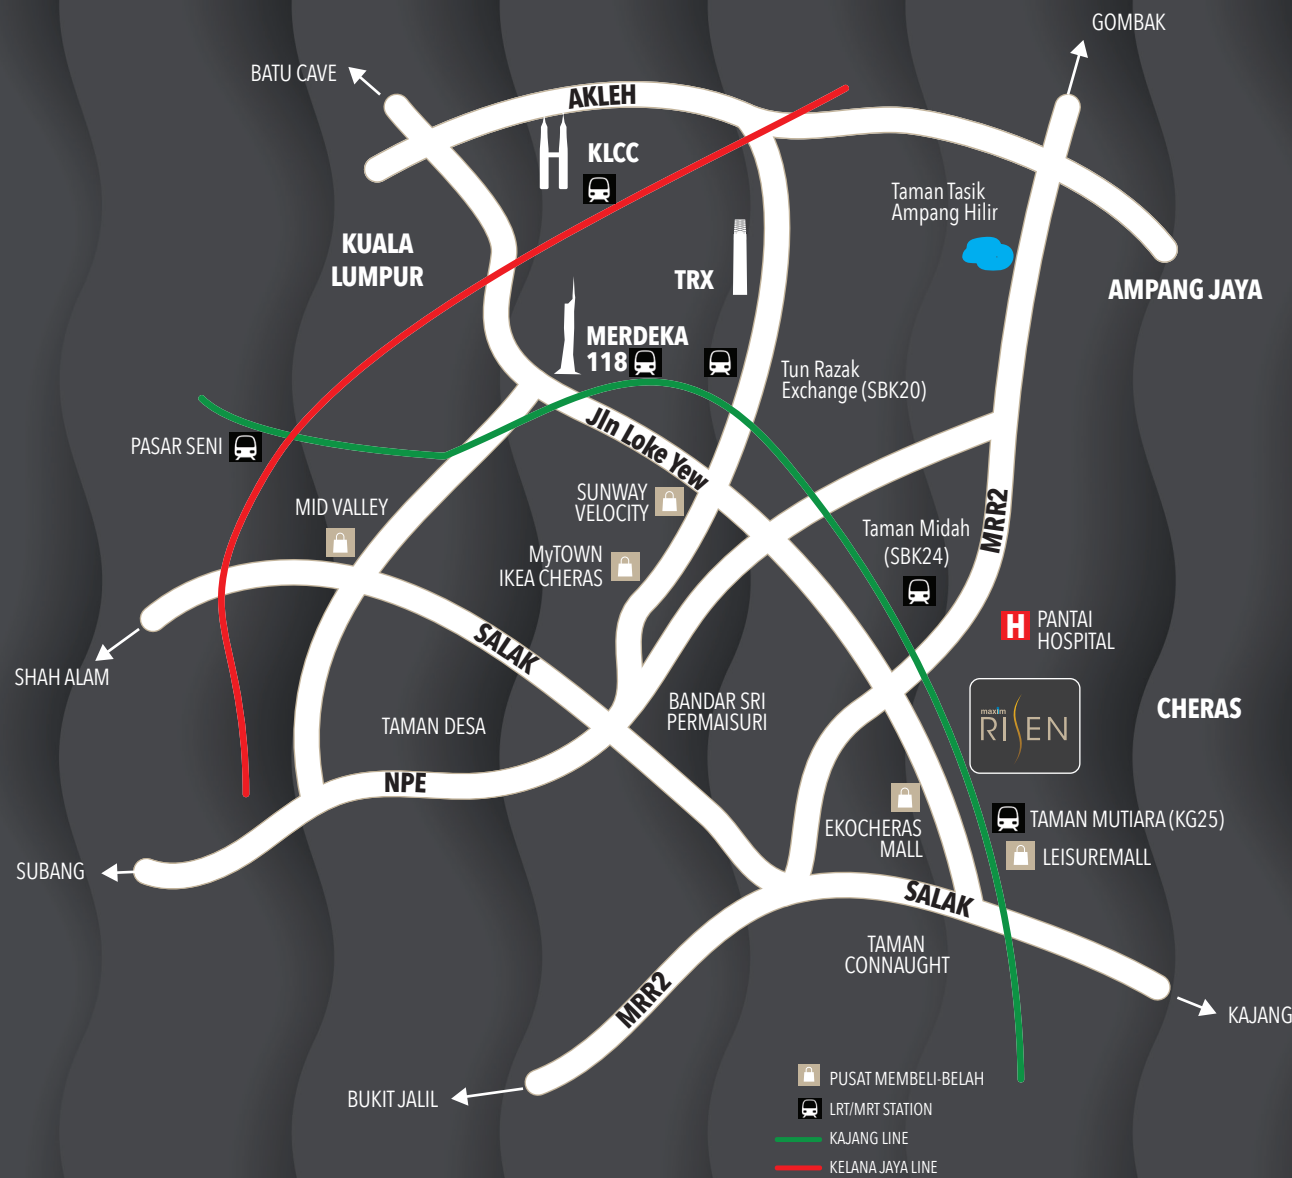 GOMBAK
BATU CAVE
AKLEH
KLCC
Taman Tasik
Ampang Hilir
KUALA
LUMPUR
TRX
AMPANG JAYA
MERDEKA
118
Tun Razak
Exchange (SBK20)
Jln Loke Yew
PASAR SENI
MID VALLEY
SUNWAY
VELOCITY
MRR2
Taman Midah
(SBK24)
MyTOWN
IKEA CHERAS
H
PANTAI
HOSPITAL
SALAK
SHAH ALAM
BANDAR SRI
PERMAISURI
maxim
RISEN
CHERAS
TAMAN DESA
NPE
EKOCHERAS
MALL
TAMAN MUTIARA (KG25)
LEISUREMALL
SUBANG
SALAK
TAMAN
CONNAUGHT
MRR2
KAJANG
BUKIT JALIL
PUSAT MEMBELI-BELAH
LRT/MRT STATION
KAJANG LINE
KELANA JAYA LINE